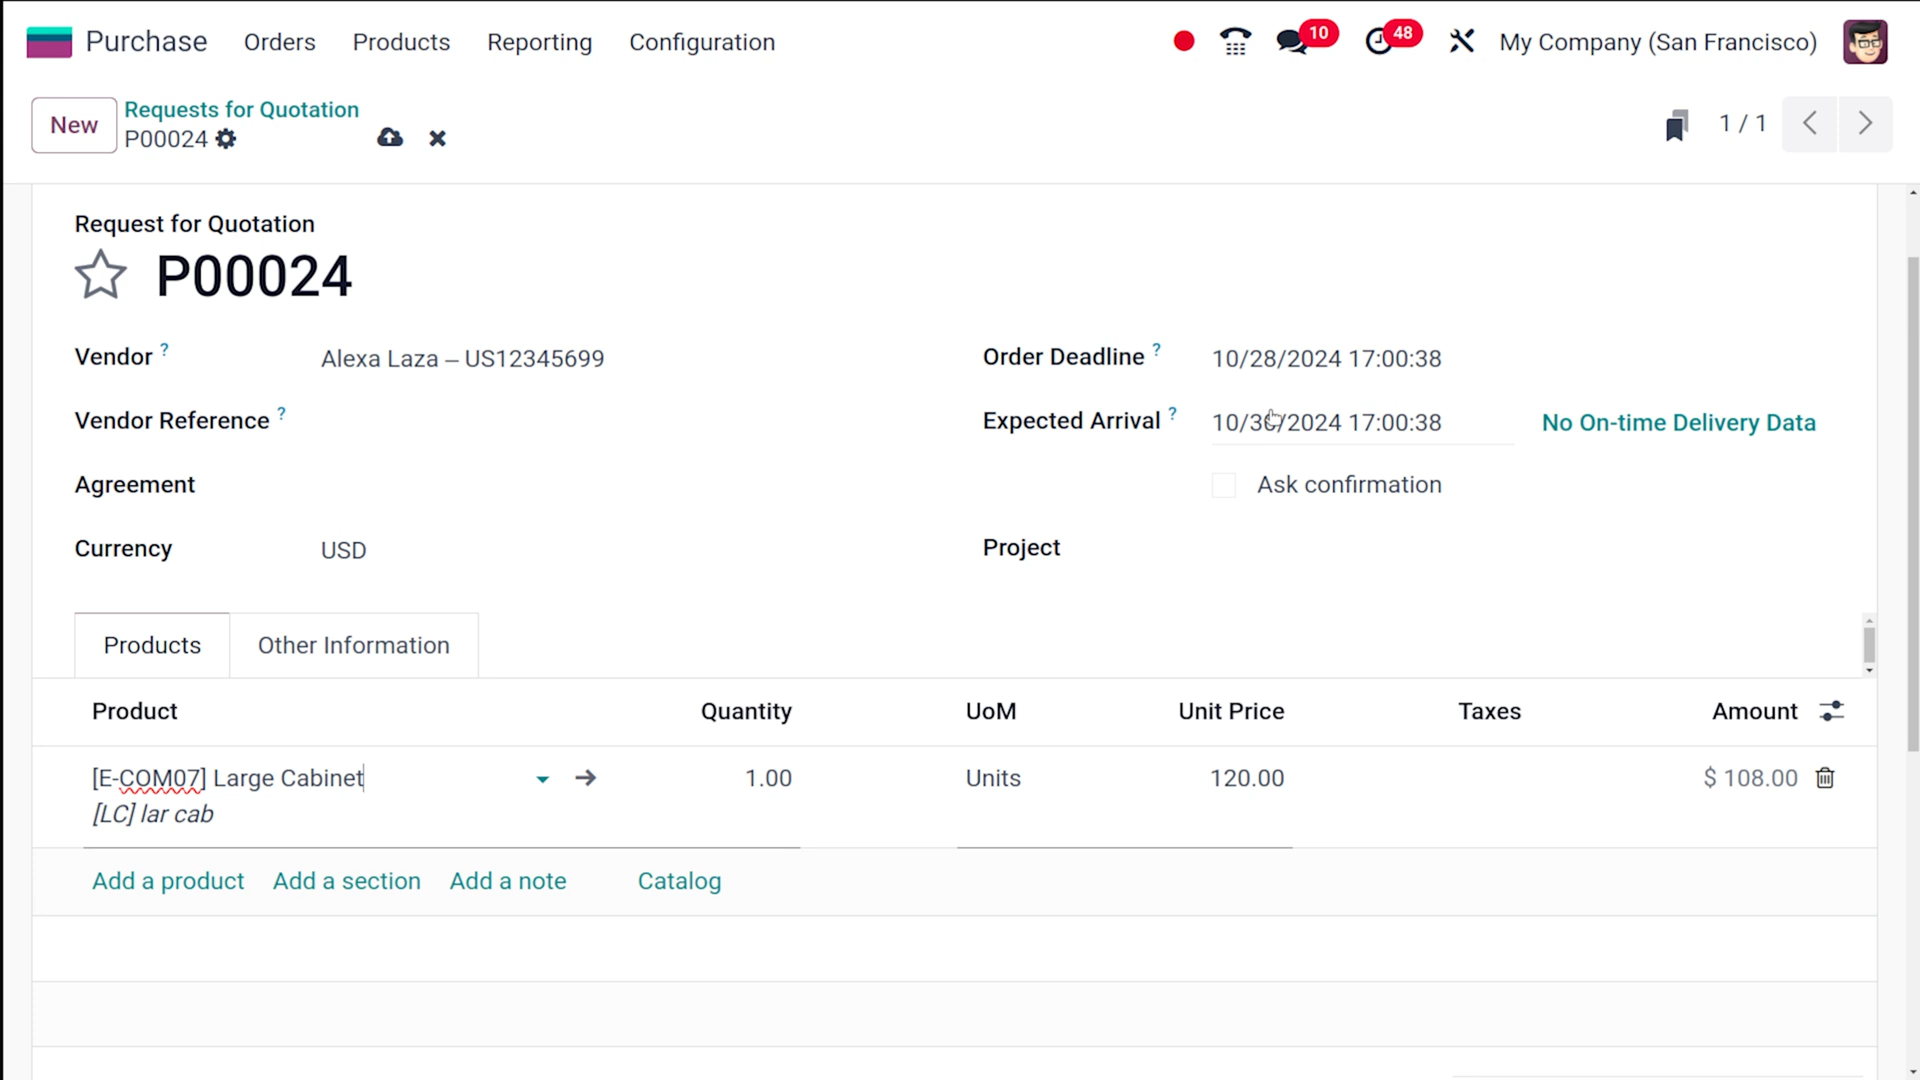 Purchase Orders Products Reporting Configuration 10 48 My Company (San Francisco)
New Requests for Quotation
P00024
1 / 1
Request for Quotation
P00024
Vendor ? Alexa Laza – US12345699 Order Deadline ? 10/28/2024 17:00:38
Vendor Reference ? Expected Arrival ? 10/30/2024 17:00:38 No On-time Delivery Data
Agreement Ask confirmation
Currency USD Project
Products Other Information
Product Quantity UoM Unit Price Taxes Amount
[E-COM07] Large Cabinet 1.00 Units 120.00 $ 108.00
[LC] lar cab
Add a product Add a section Add a note Catalog